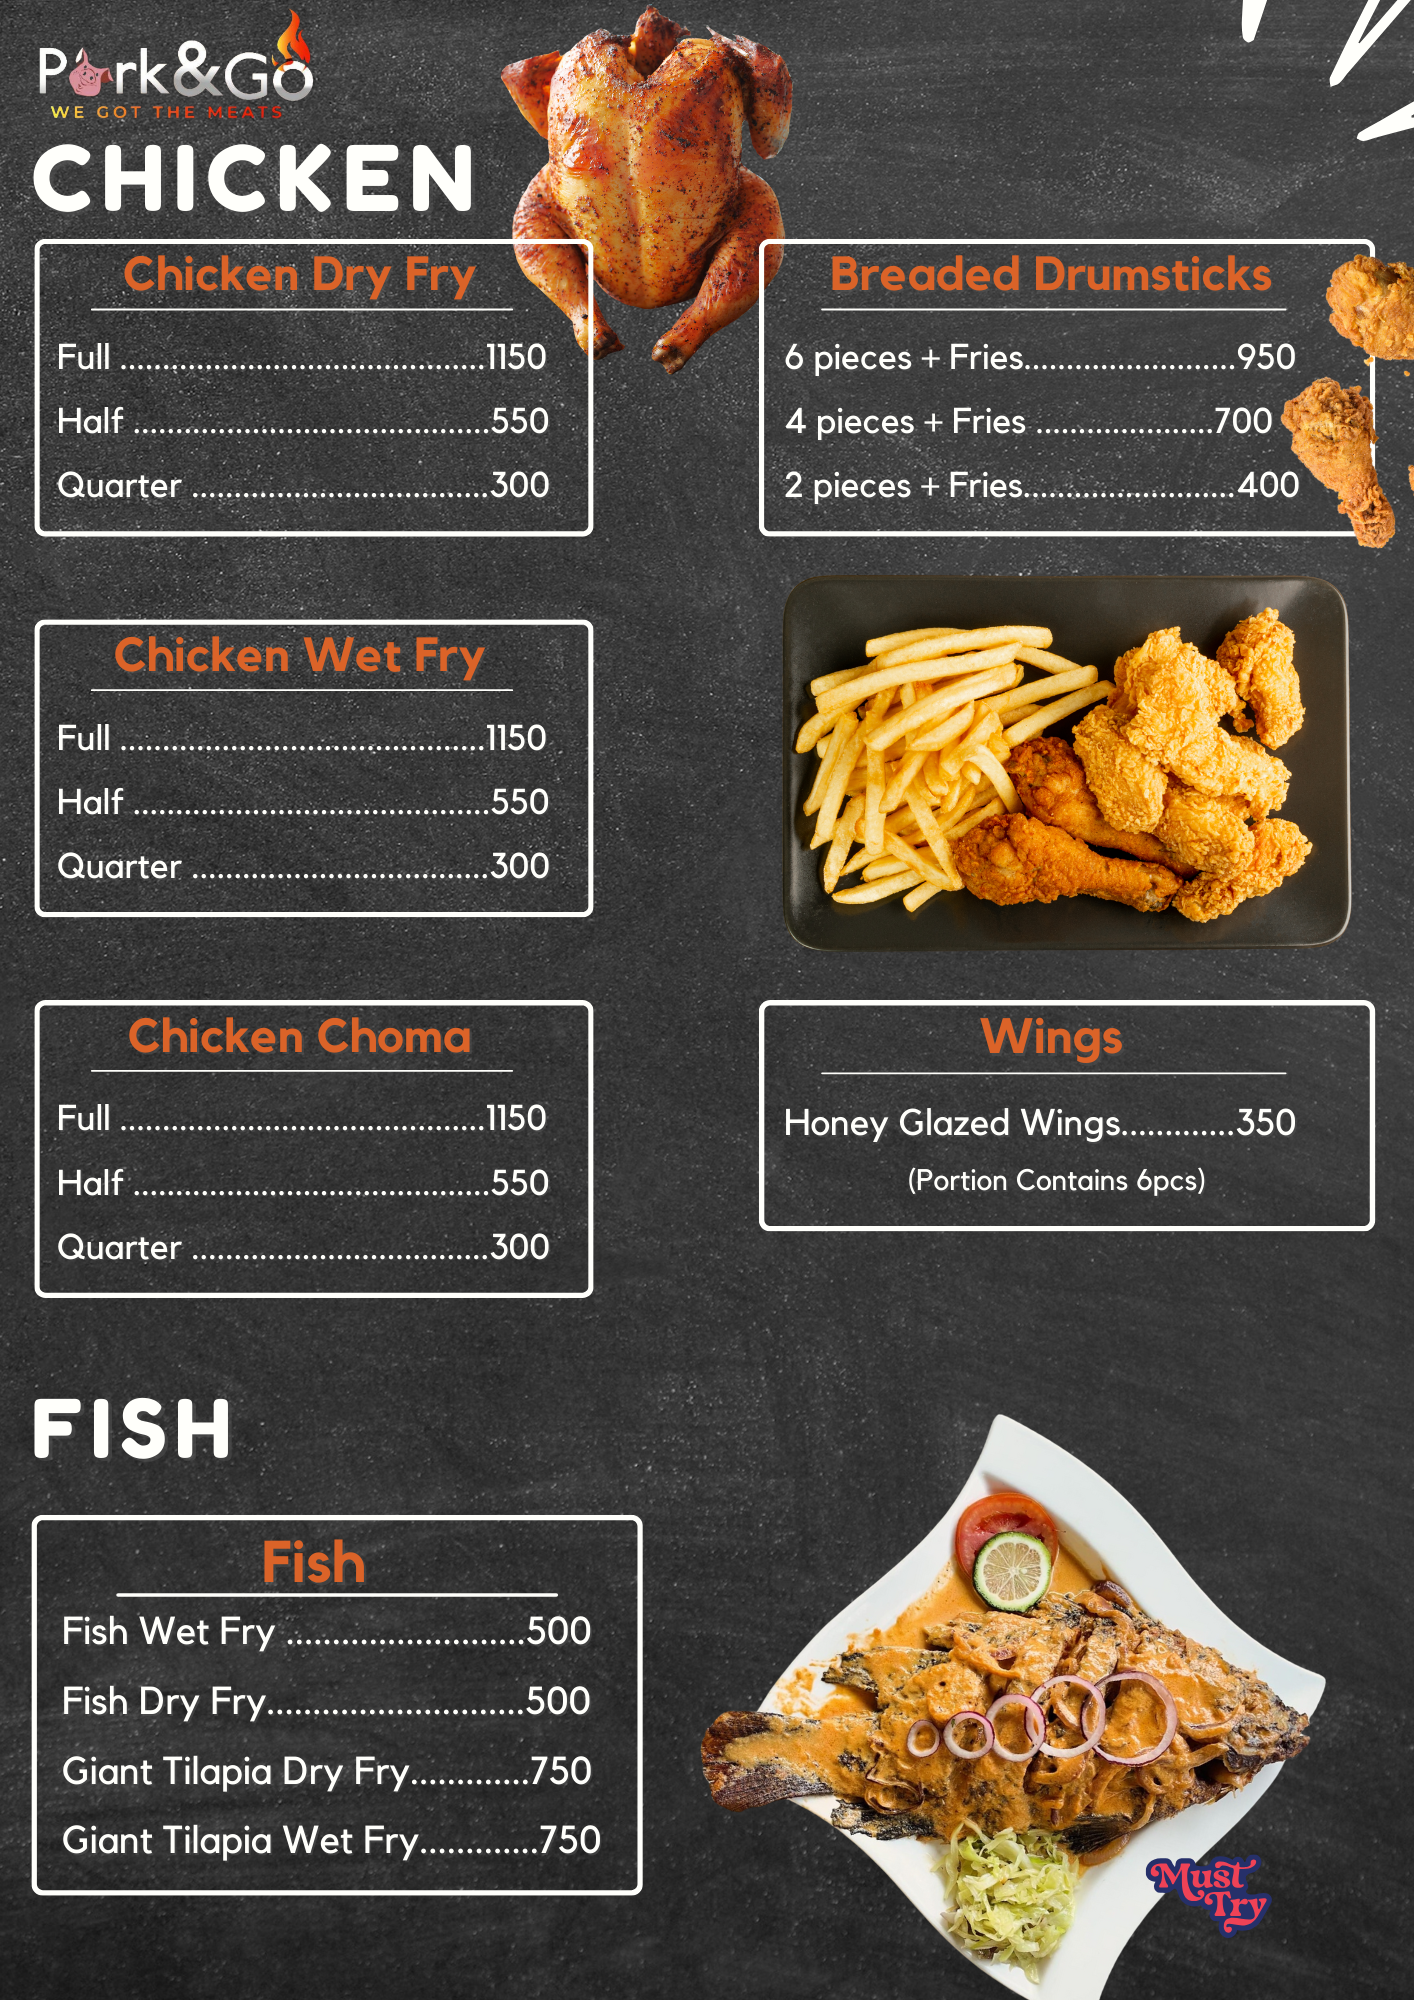 Pork&Go
WE GOT THE MEATS
CHICKEN
Chicken Dry Fry
Full ...........................................1150
Half ..........................................550
Quarter ...................................300
Breaded Drumsticks
6 pieces + Fries.........................950
4 pieces + Fries .....................700
2 pieces + Fries.........................400
Chicken Wet Fry
Full ...........................................1150
Half ..........................................550
Quarter ...................................300
Chicken Choma
Full ...........................................1150
Half ..........................................550
Quarter ...................................300
Wings
Honey Glazed Wings.............350
(Portion Contains 6pcs)
FISH
Fish
Fish Wet Fry ..........................500
Fish Dry Fry............................500
Giant Tilapia Dry Fry.............750
Giant Tilapia Wet Fry.............750
Must
Try